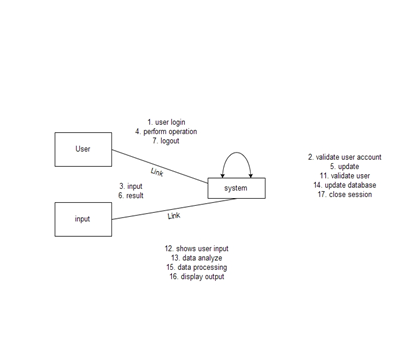 1. user login
4. perform operation
7. logout
User
Link
2. validate user account
5. update
11. validate user
14. update database
17. close session
3. input
6. result
system
input
Link
12. shows user input
13. data analyze
15. data processing
16. display output